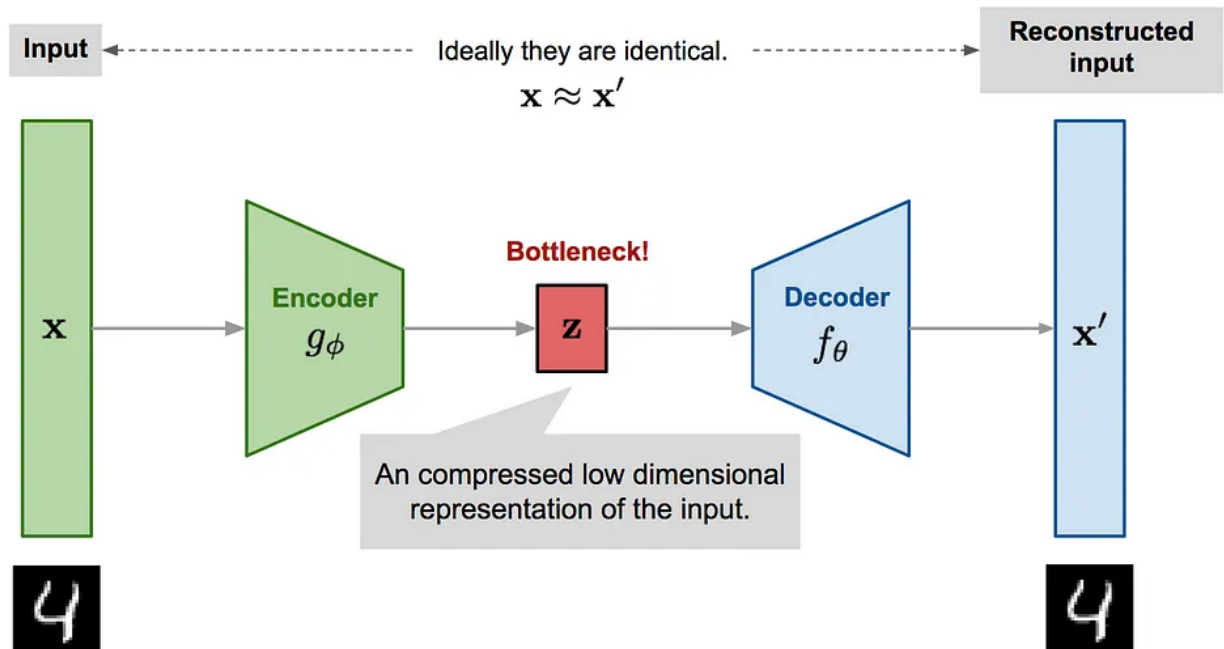 Input
Ideally they are identical.
x ≈ x′
Reconstructed
input
Bottleneck!
x
Encoder
gϕ
z
Decoder
fθ
x′
An compressed low dimensional
representation of the input.
4
4